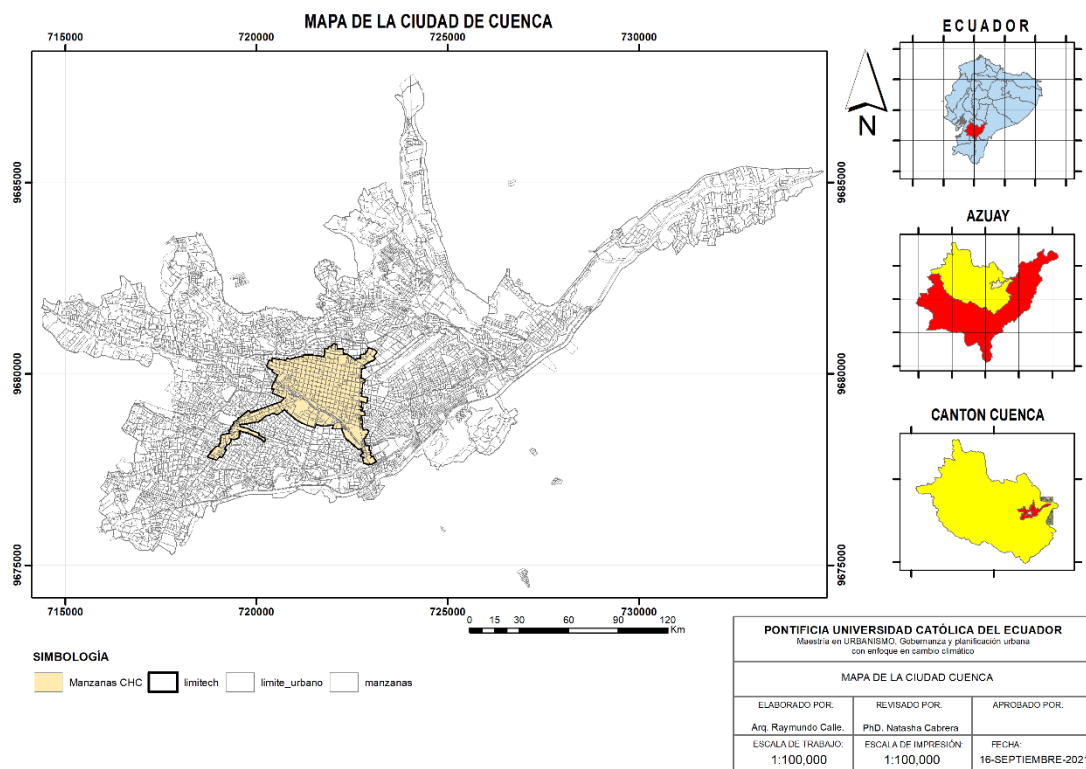 MAPA DE LA CIUDAD DE CUENCA
715000 720000 725000 730000
9685000 9685000
9680000 9680000
9675000 9675000
715000 720000 725000 730000
0 15 30 60 90 120
Km
N
ECUADOR
AZUAY
CANTON CUENCA
SIMBOLOGÍA
Manzanas CHC limitech limite_urbano manzanas
PONTIFICIA UNIVERSIDAD CATÓLICA DEL ECUADOR
Maestría en URBANISMO, Gobernanza y planificación urbana
con enfoque en cambio climático
MAPA DE LA CIUDAD CUENCA
ELABORADO POR: REVISADO POR: APROBADO POR:
Arq. Raymundo Calle. PhD. Natasha Cabrera
ESCALA DE TRABAJO: ESCALA DE IMPRESIÓN: FECHA:
1:100,000 1:100,000 16-SEPTIEMBRE-202